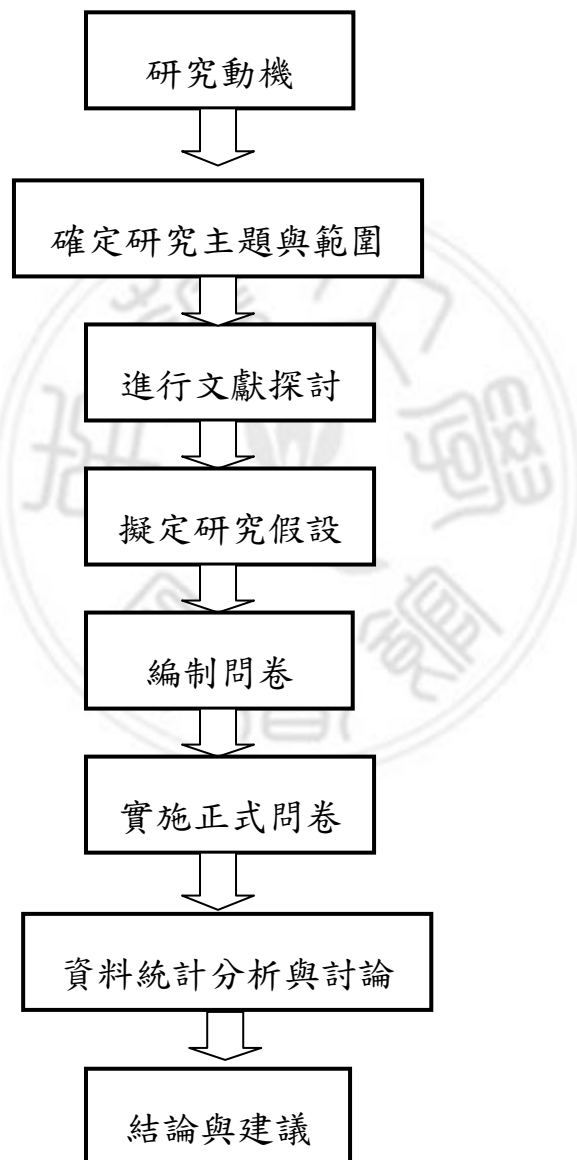 研究動機
確定研究主題與範圍
進行文獻探討
擬定研究假設
編制問卷
實施正式問卷
資料統計分析與討論
結論與建議